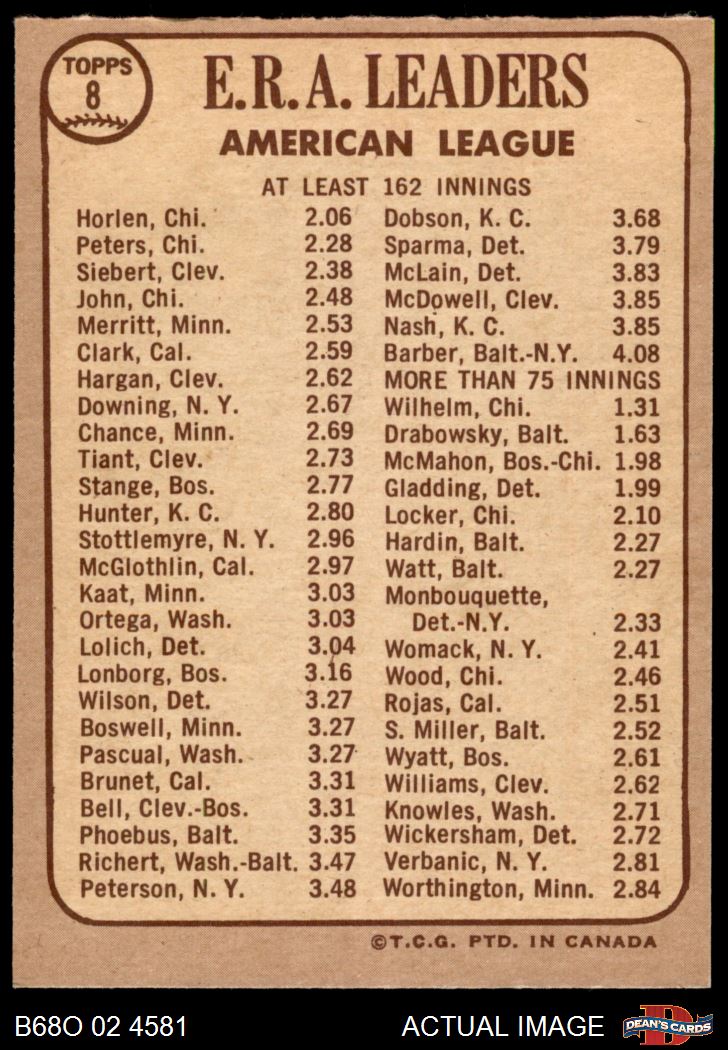 TOPPS
8
E.R.A. LEADERS
AMERICAN LEAGUE
AT LEAST 162 INNINGS
Horlen, Chi. 2.06
Peters, Chi. 2.28
Siebert, Clev. 2.38
John, Chi. 2.48
Merritt, Minn. 2.53
Clark, Cal. 2.59
Hargan, Clev. 2.62
Downing, N. Y. 2.67
Chance, Minn. 2.69
Tiant, Clev. 2.73
Stange, Bos. 2.77
Hunter, K. C. 2.80
Stottlemyre, N. Y. 2.96
McGlothlin, Cal. 2.97
Kaat, Minn. 3.03
Ortega, Wash. 3.03
Lolich, Det. 3.04
Lonborg, Bos. 3.16
Wilson, Det. 3.27
Boswell, Minn. 3.27
Pascual, Wash. 3.27
Brunet, Cal. 3.31
Bell, Clev.-Bos. 3.31
Phoebus, Balt. 3.35
Richert, Wash.-Balt. 3.47
Peterson, N. Y. 3.48
Dobson, K. C. 3.68
Sparma, Det. 3.79
McLain, Det. 3.83
McDowell, Clev. 3.85
Nash, K. C. 3.85
Barber, Balt.-N.Y. 4.08
MORE THAN 75 INNINGS
Wilhelm, Chi. 1.31
Drabowsky, Balt. 1.63
McMahon, Bos.-Chi. 1.98
Gladding, Det. 1.99
Locker, Chi. 2.10
Hardin, Balt. 2.27
Watt, Balt. 2.27
Monbouquette,
Det.-N.Y. 2.33
Womack, N. Y. 2.41
Wood, Chi. 2.46
Rojas, Cal. 2.51
S. Miller, Balt. 2.52
Wyatt, Bos. 2.61
Williams, Clev. 2.62
Knowles, Wash. 2.71
Wickersham, Det. 2.72
Verbanic, N. Y. 2.81
Worthington, Minn. 2.84
©T.C.G. PTD. IN CANADA
B68O 02 4581 ACTUAL IMAGE
D
DEAN'S CARDS